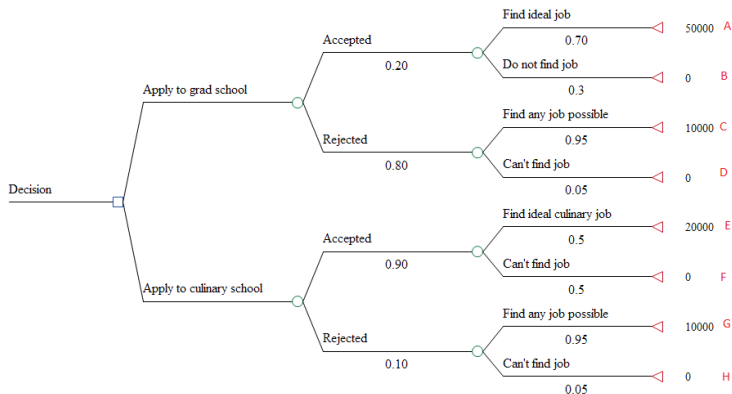 Find ideal job
50000 A
Accepted
0.70
0.20
Do not find job
0 B
Apply to grad school
0.3
Find any job possible
10000 C
Rejected
0.95
0.80
Can't find job
0 D
0.05
Decision
Find ideal culinary job
20000 E
Accepted
0.5
0.90
Can't find job
0 F
Apply to culinary school
0.5
Find any job possible
10000 G
Rejected
0.95
0.10
Can't find job
0 H
0.05